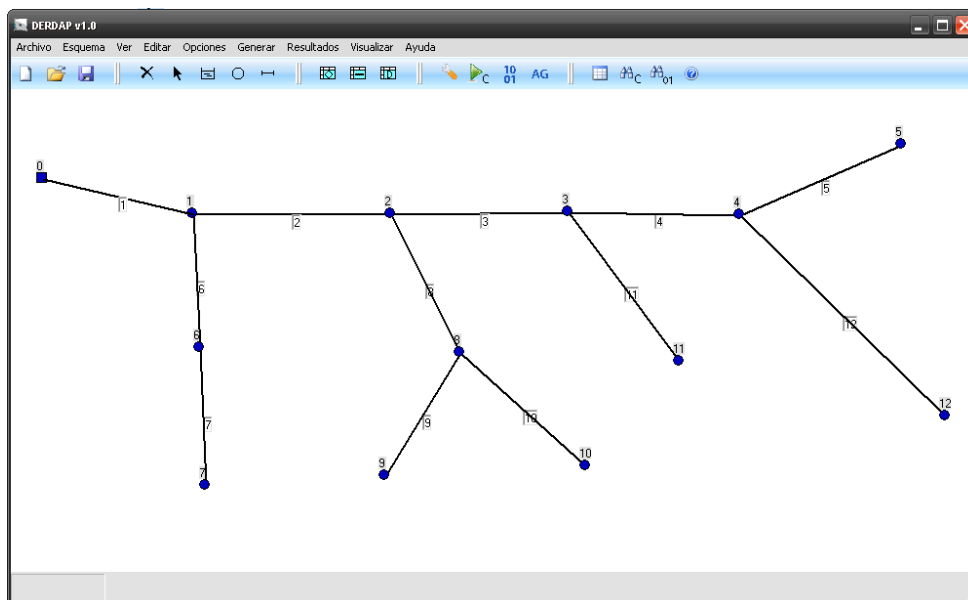 DERDAP v1.0
Archivo Esquema Ver Editar Opciones Generar Resultados Visualizar Ayuda
C 10 01 AG C 01
5
0
5
1 2 3 4
1 2 3 4
6 8 11
12
6 8 11
12
7 9 10
9 10
7